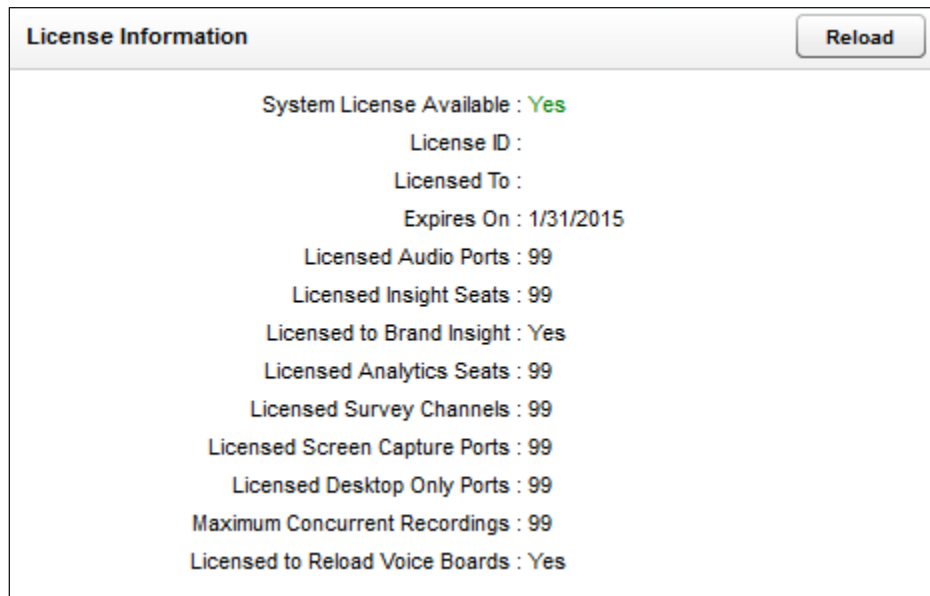 License Information
Reload
System License Available : Yes
License ID :
Licensed To :
Expires On : 1/31/2015
Licensed Audio Ports : 99
Licensed Insight Seats : 99
Licensed to Brand Insight : Yes
Licensed Analytics Seats : 99
Licensed Survey Channels : 99
Licensed Screen Capture Ports : 99
Licensed Desktop Only Ports : 99
Maximum Concurrent Recordings : 99
Licensed to Reload Voice Boards : Yes